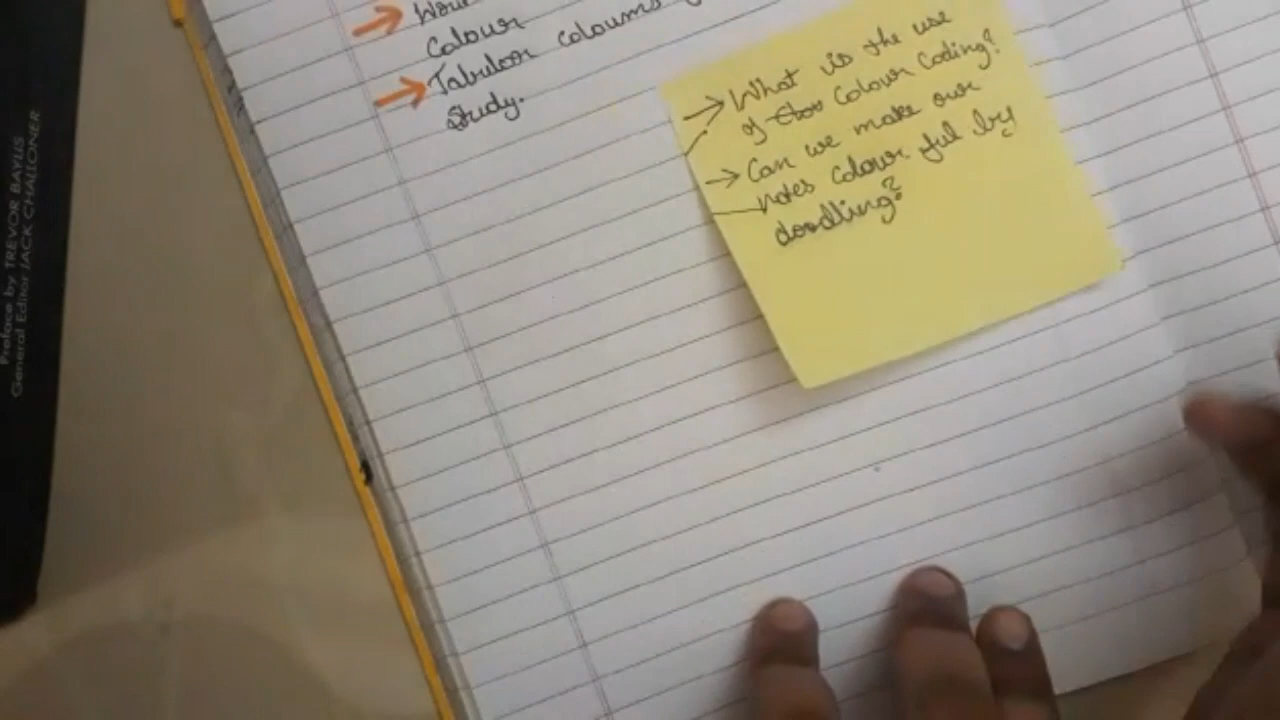 Colour
Tabular coloums
Study.
→ What is the use
of Colour Coding?
→ Can we make our
notes colour ful by
doodling?
Preface by TREVOR BAYLIS
General Editor JACK CHALLONER